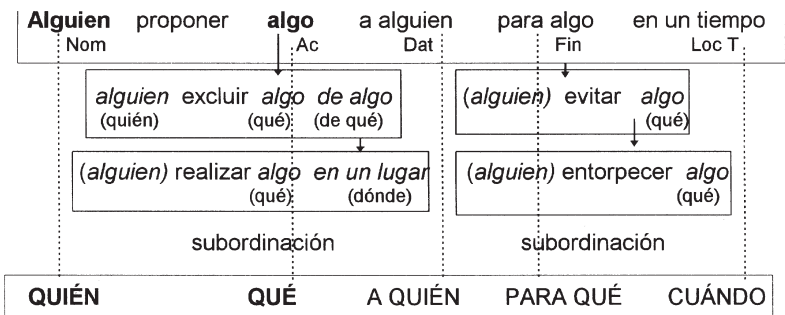 Alguien proponer algo a alguien para algo en un tiempo
Nom Ac Dat Fin Loc T
alguien excluir algo de algo
(quién) (qué) (de qué)
(alguien) evitar algo
(qué)
(alguien) realizar algo en un lugar
(qué) (dónde)
(alguien) entorpecer algo
(qué)
subordinación subordinación
QUIÉN QUÉ A QUIÉN PARA QUÉ CUÁNDO